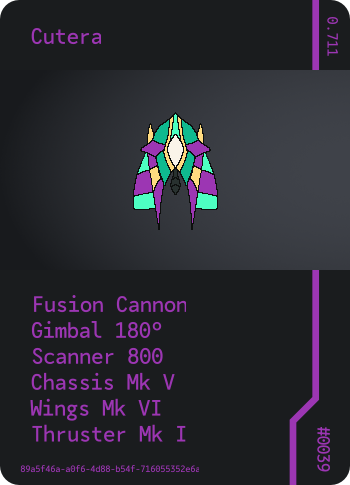 Cutera
0.711
Fusion Cannon
Gimbal 180°
Scanner 800
Chassis Mk V
Wings Mk VI
Thruster Mk I
#0039
89a5f46a-a0f6-4d88-b54f-716055352e6a